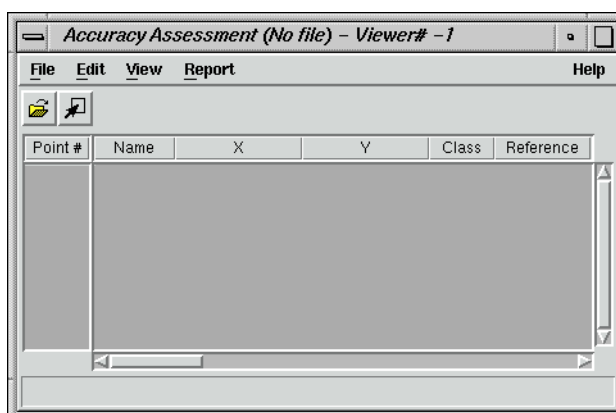 Accuracy Assessment (No file) – Viewer# –1
File Edit View Report Help
Point # Name X Y Class Reference